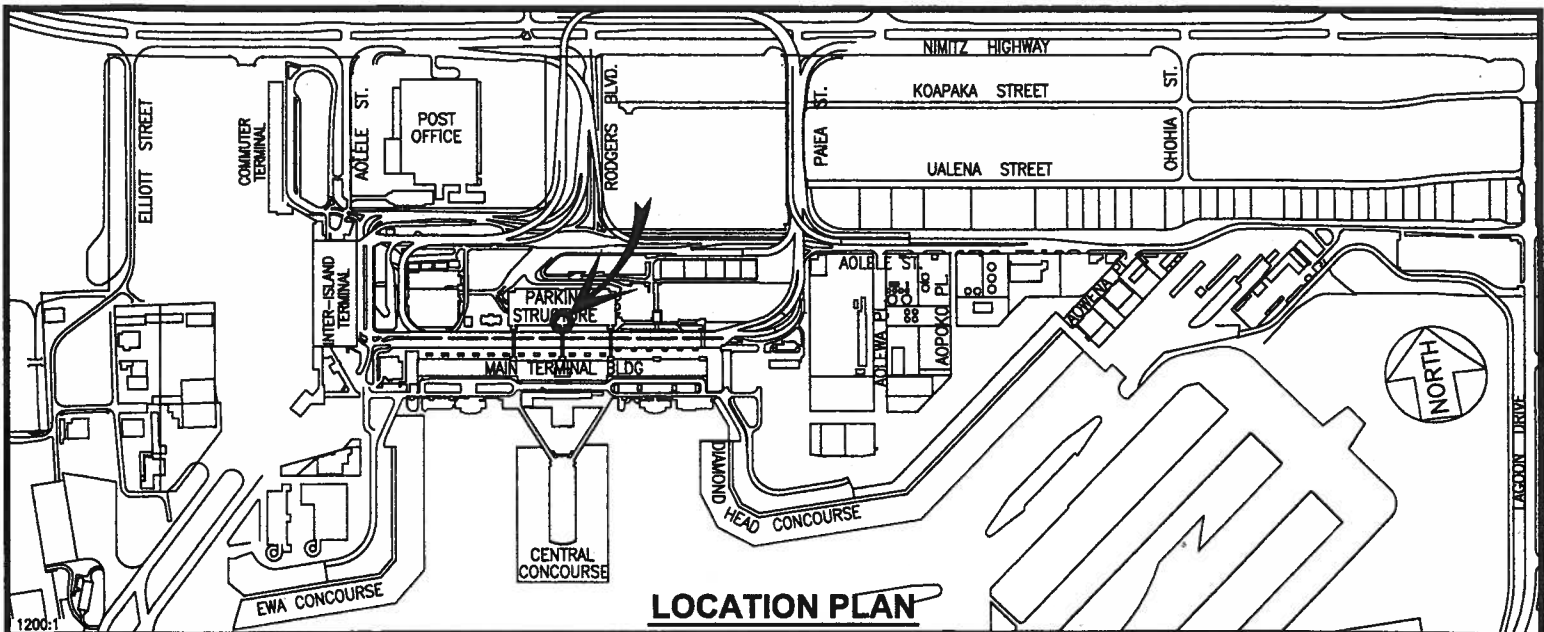 NIMITZ HIGHWAY
KOAPAKA STREET
UALENA STREET
ELLIOTT STREET
COMMUTER
TERMINAL
AOLELE ST.
POST
OFFICE
RODGERS BLVD.
PAIEA ST.
OHOHIA ST.
INTER-ISLAND
TERMINAL
PARKING
STRUCTURE
MAIN TERMINAL BLDG
AOLELE ST.
AOLEWA PL.
AOPOKO PL.
AOWENA PL.
NORTH
LAGOON DRIVE
DIAMOND
HEAD CONCOURSE
CENTRAL
CONCOURSE
EWA CONCOURSE
LOCATION PLAN
1200:1